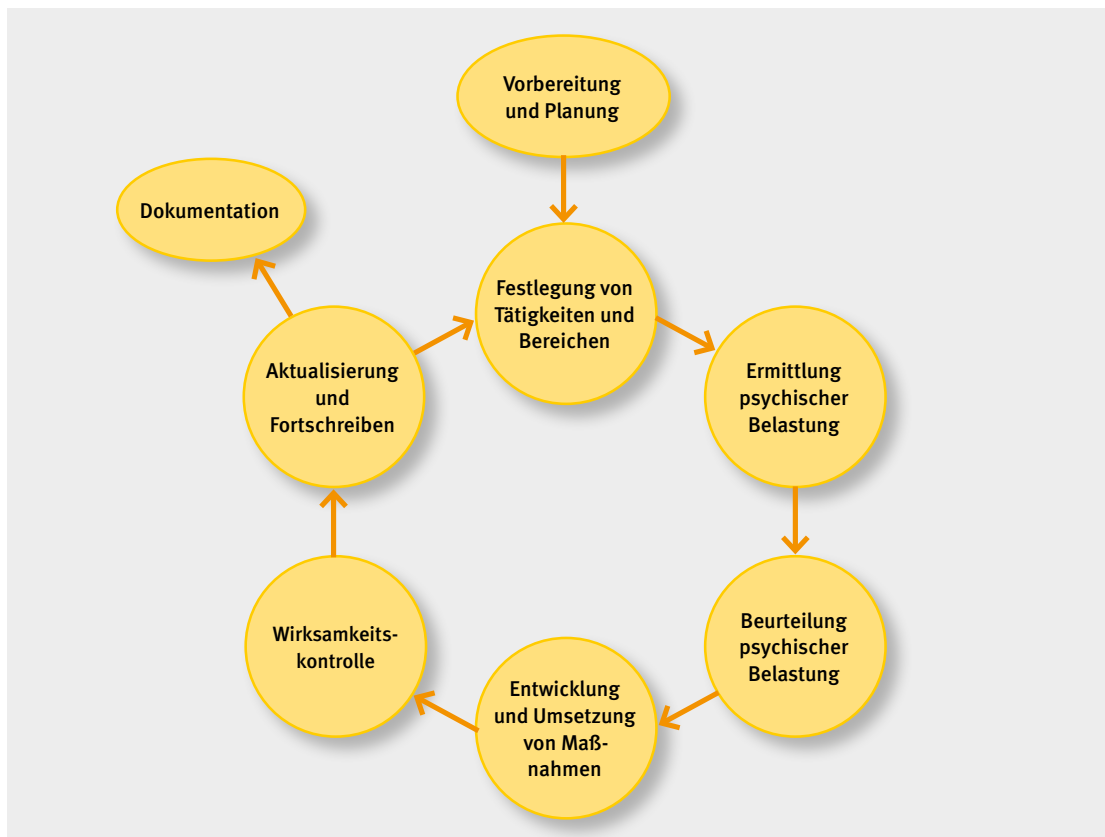 Vorbereitung
und Planung
Dokumentation
Festlegung von
Tätigkeiten und
Bereichen
Ermittlung
psychischer
Belastung
Beurteilung
psychischer
Belastung
Entwicklung
und Umsetzung
von Maß-
nahmen
Wirksamkeits-
kontrolle
Aktualisierung
und
Fortschreiben